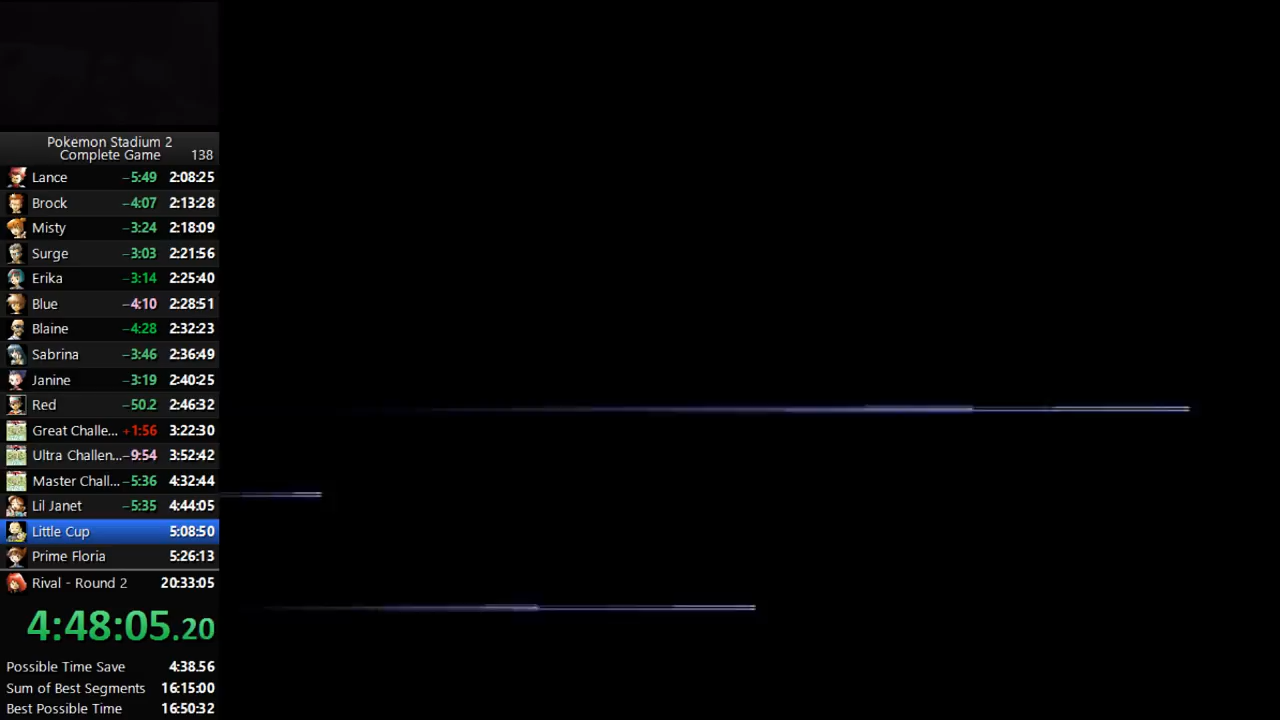 Pokemon Stadium 2
Complete Game 138
Lance −5:49 2:08:25
Brock −4:07 2:13:28
Misty −3:24 2:18:09
Surge −3:03 2:21:56
Erika −3:14 2:25:40
Blue −4:10 2:28:51
Blaine −4:28 2:32:23
Sabrina −3:46 2:36:49
Janine −3:19 2:40:25
Red −50.2 2:46:32
Great Challe... +1:56 3:22:30
Ultra Challen... −9:54 3:52:42
Master Chall... −5:36 4:32:44
Lil Janet −5:35 4:44:05
Little Cup 5:08:50
Prime Floria 5:26:13
Rival - Round 2 20:33:05
4:48:05.20
Possible Time Save 4:38.56
Sum of Best Segments 16:15:00
Best Possible Time 16:50:32